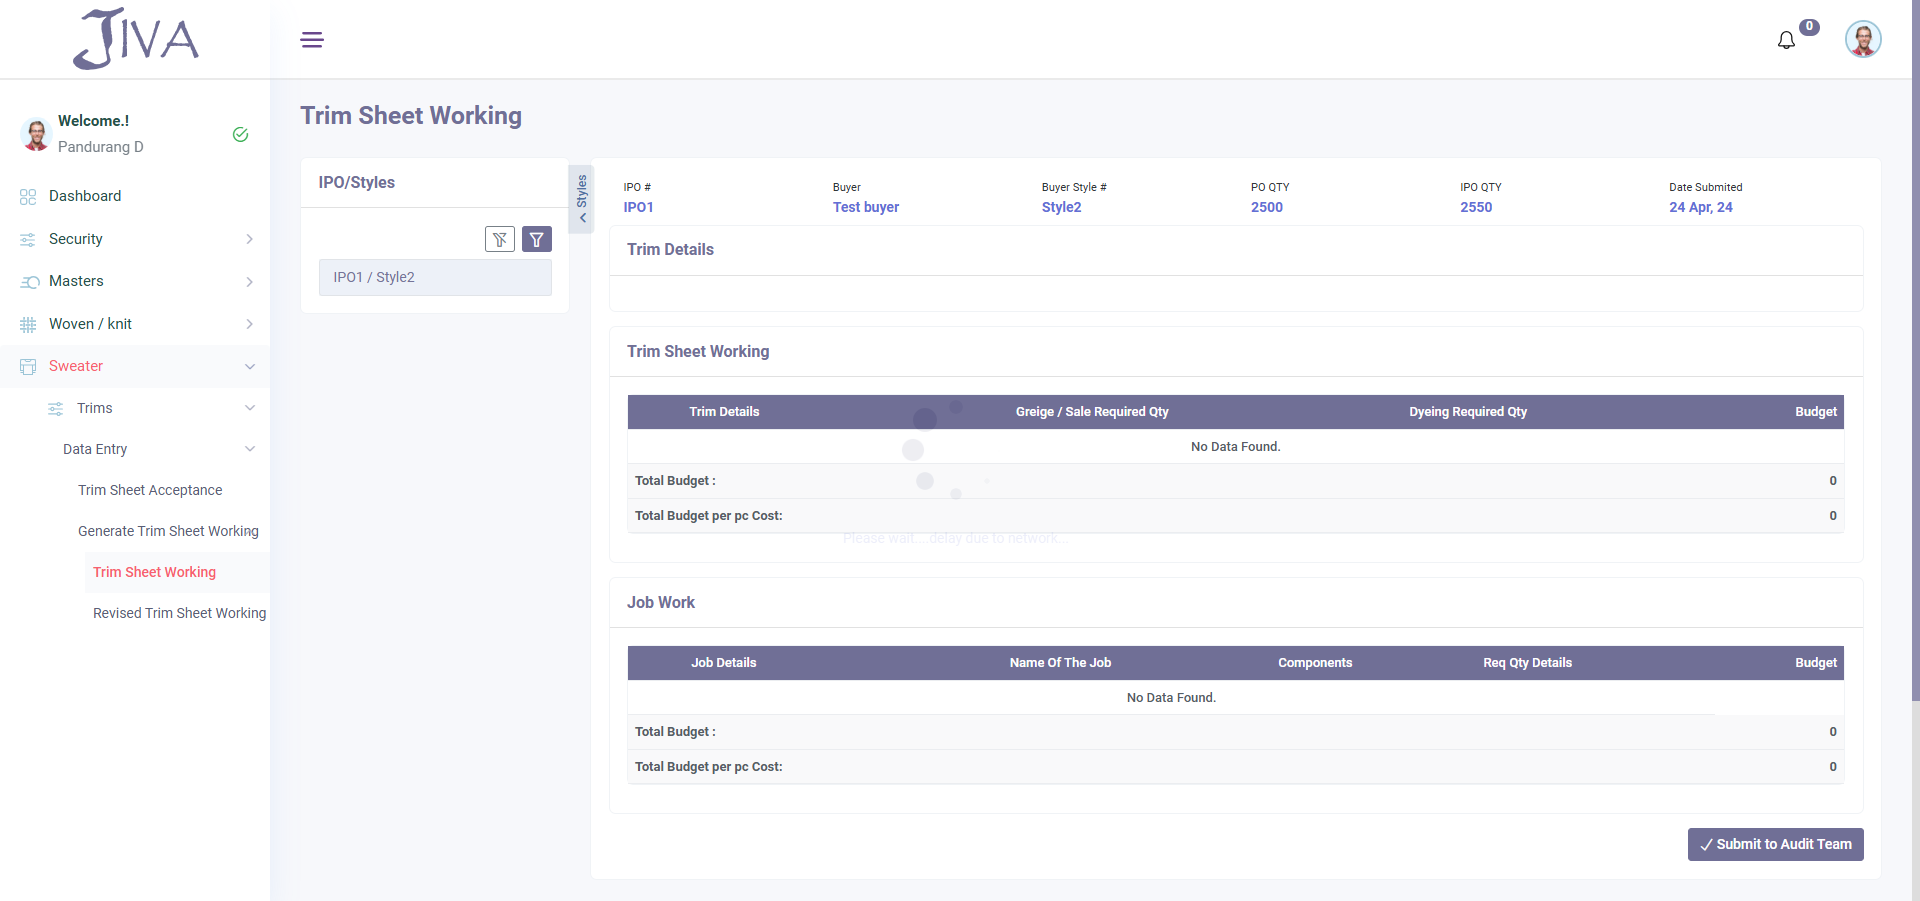 JIVA
0
Welcome.!
Pandurang D
Dashboard
Security
Masters
Woven / knit
Sweater
Trims
Data Entry
Trim Sheet Acceptance
Generate Trim Sheet Working
Trim Sheet Working
Revised Trim Sheet Working
Trim Sheet Working
IPO/Styles
IPO1 / Style2
Styles
IPO # Buyer Buyer Style # PO QTY IPO QTY Date Submited
IPO1 Test buyer Style2 2500 2550 24 Apr, 24
Trim Details
Trim Sheet Working
Trim Details Greige / Sale Required Qty Dyeing Required Qty Budget
No Data Found.
Total Budget : 0
Total Budget per pc Cost: 0
Please wait....delay due to network...
Job Work
Job Details Name Of The Job Components Req Qty Details Budget
No Data Found.
Total Budget : 0
Total Budget per pc Cost: 0
Submit to Audit Team